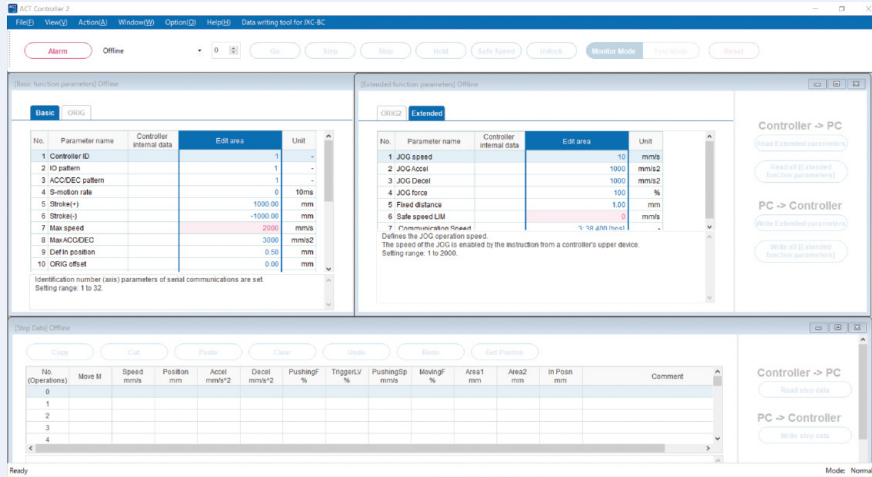 ACT Controller 2
File(F) View(V) Action(A) Window(W) Option(O) Help(H) Data writing tool for JXC-BC
Alarm Offline 0 Go Step Stop Hold Safe Speed Unlock Monitor Mode Test Mode Reset
[Basic function parameters] Offline
Basic ORIG
No. Parameter name Controller internal data Edit area Unit
1 Controller ID 1 -
2 IO pattern 1 -
3 ACC/DEC pattern 1 -
4 S-motion rate 0 10ms
5 Stroke(+) 1000.00 mm
6 Stroke(-) -1000.00 mm
7 Max speed 2000 mm/s
8 Max ACC/DEC 3000 mm/s2
9 Def In position 0.50 mm
10 ORIG offset 0.00 mm
Identification number (axis) parameters of serial communications are set.
Setting range: 1 to 32.
[Extended function parameters] Offline
ORIG2 Extended
No. Parameter name Controller internal data Edit area Unit
1 JOG speed 10 mm/s
2 JOG Accel 1000 mm/s2
3 JOG Decel 1000 mm/s2
4 JOG force 100 %
5 Fixed distance 1.00 mm
6 Safe speed LIM 0 mm/s
7 Communication Speed 3: 38,400 [bps] -
Defines the JOG operation speed.
The speed of the JOG is enabled by the instruction from a controller's upper device.
Setting range: 1 to 2000.
Controller -> PC
Read Extended parameters
Read all [Extended
function parameters]
PC -> Controller
Write Extended parameters
Write all [Extended
function parameters]
[Step Data] Offline
Copy Cut Paste Clear Undo Redo Get Position
No. (Operations) Move M Speed mm/s Position mm Accel mm/s^2 Decel mm/s^2 PushingF % TriggerLV % PushingSp mm/s MovingF % Area1 mm Area2 mm In Posn mm Comment
0
1
2
3
4
Controller -> PC
Read step data
PC -> Controller
Write step data
Ready Mode: Normal